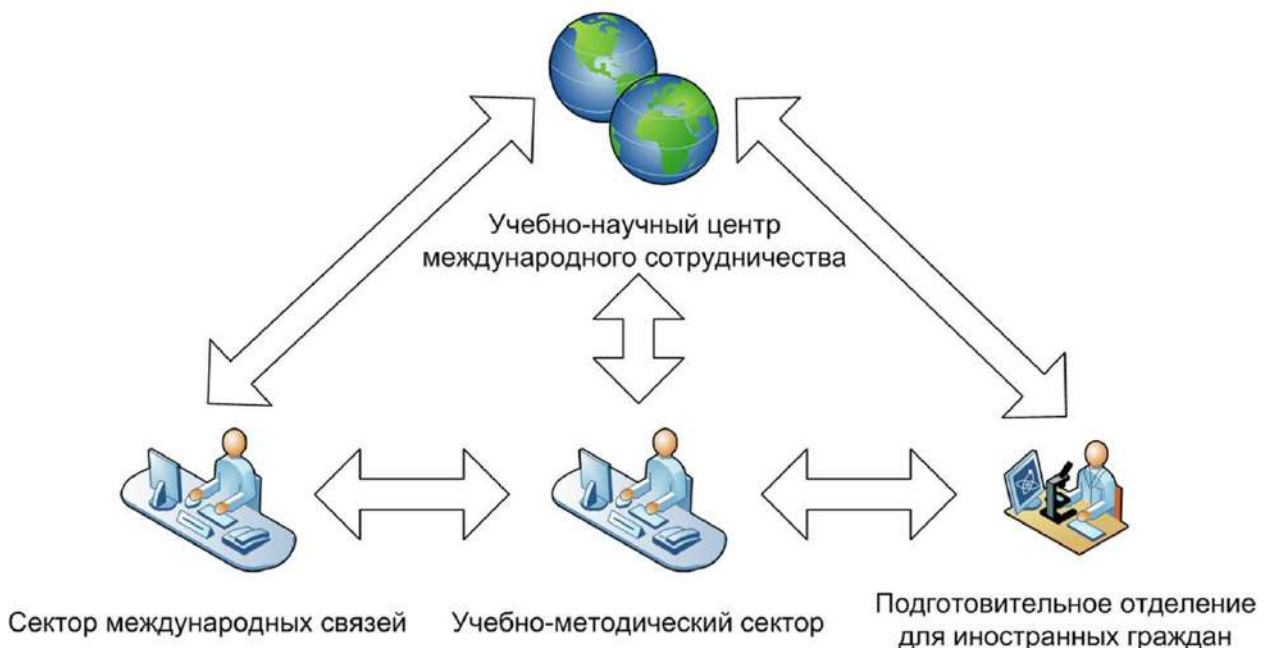 Учебно-научный центр
международного сотрудничества
Сектор международных связей
Учебно-методический сектор
Подготовительное отделение
для иностранных граждан